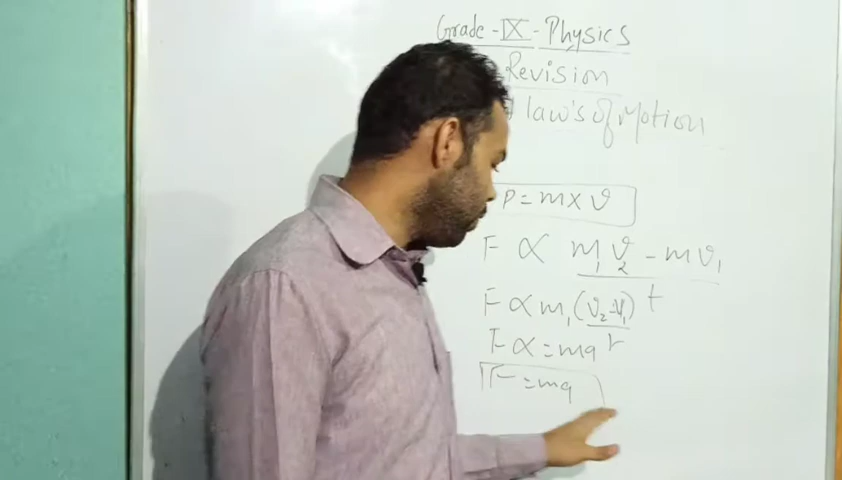 Grade - IX - Physics
Revision
law's of Motion
P = m x v
F ∝ m₁v₂ - mv₁
t
F ∝ m₁(v₂-v₁)
t
F ∝ = ma
F = ma